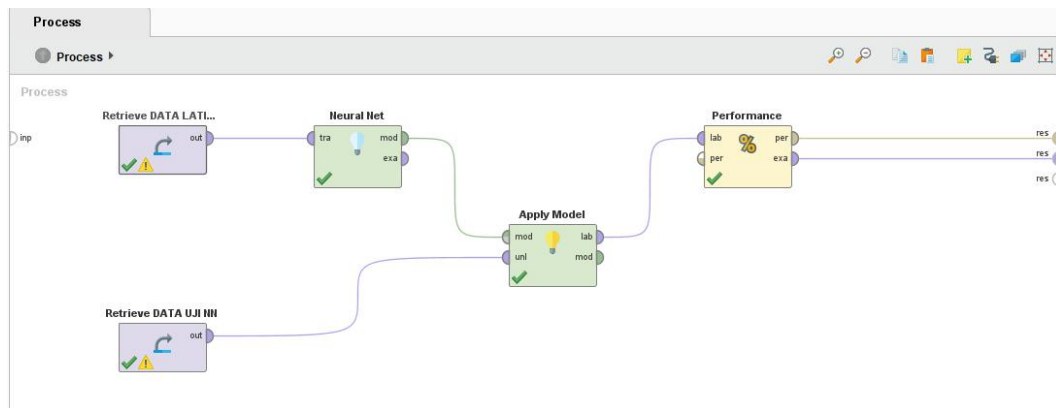 Process
Process
Process
inp
Retrieve DATA LATI...
out
Neural Net
tra
mod
exa
Performance
lab
per
per
exa
res
res
res
Apply Model
mod
lab
unl
mod
Retrieve DATA UJI NN
out